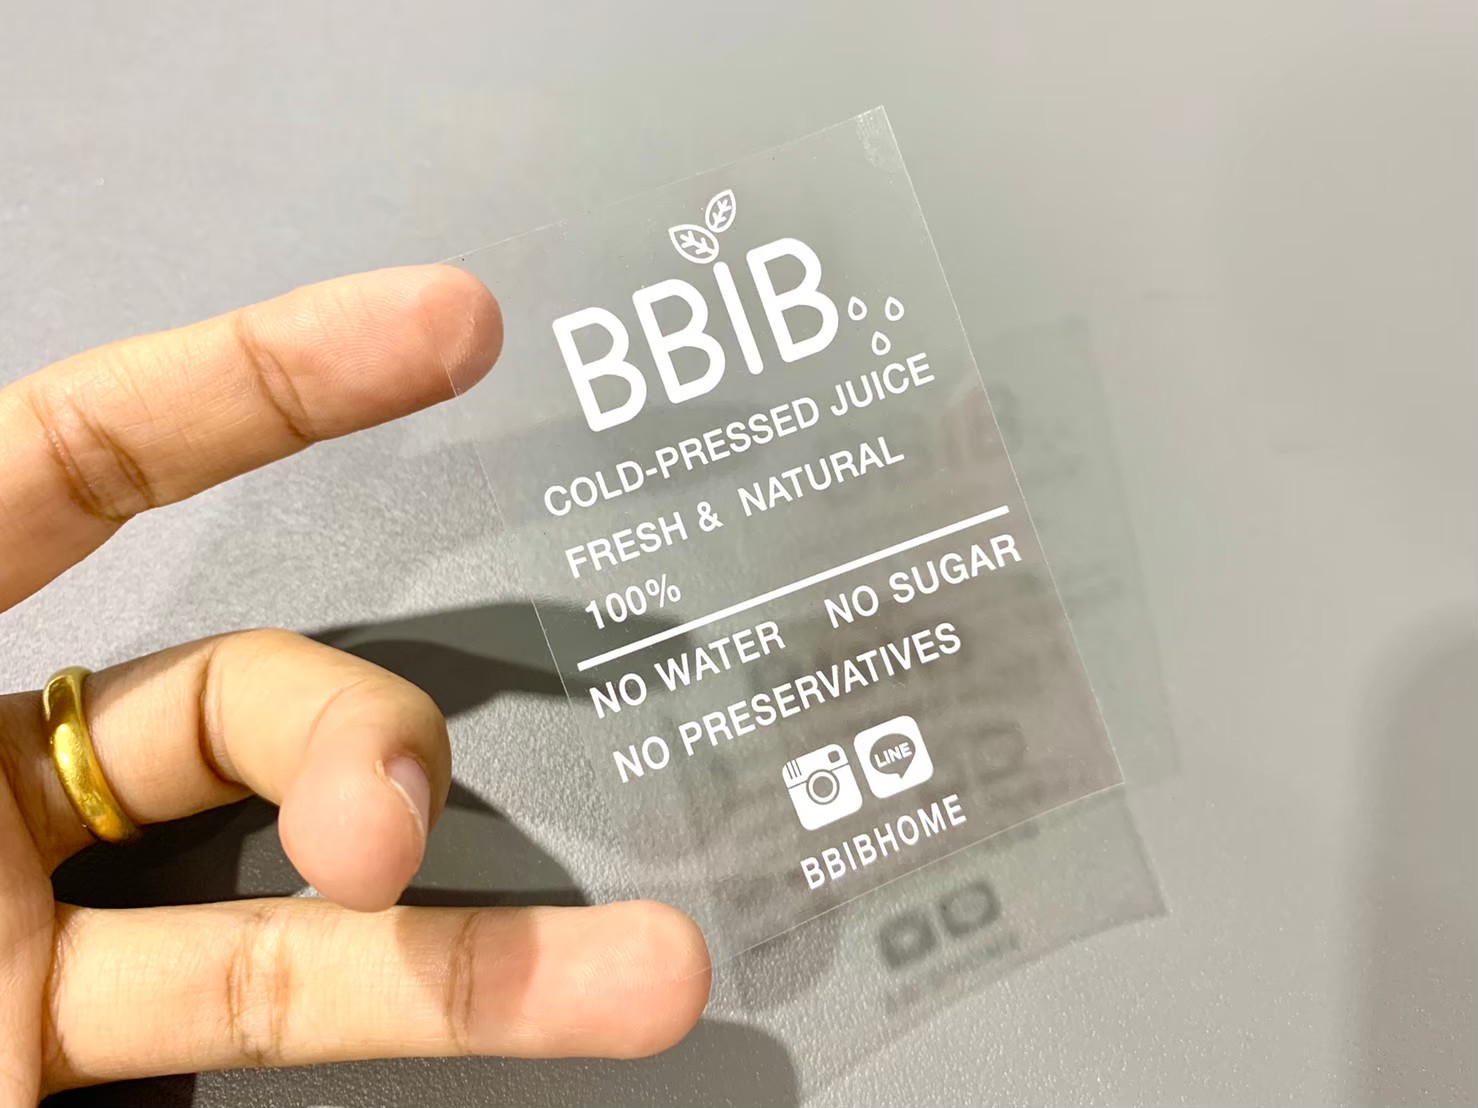 BBIB
COLD-PRESSED JUICE
FRESH & NATURAL
100%
NO WATER NO SUGAR
NO PRESERVATIVES
LINE
BBIBHOME